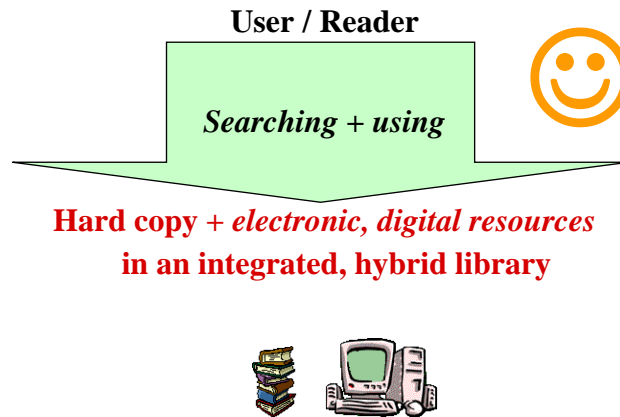 User / Reader
Searching + using
Hard copy + electronic, digital resources
in an integrated, hybrid library